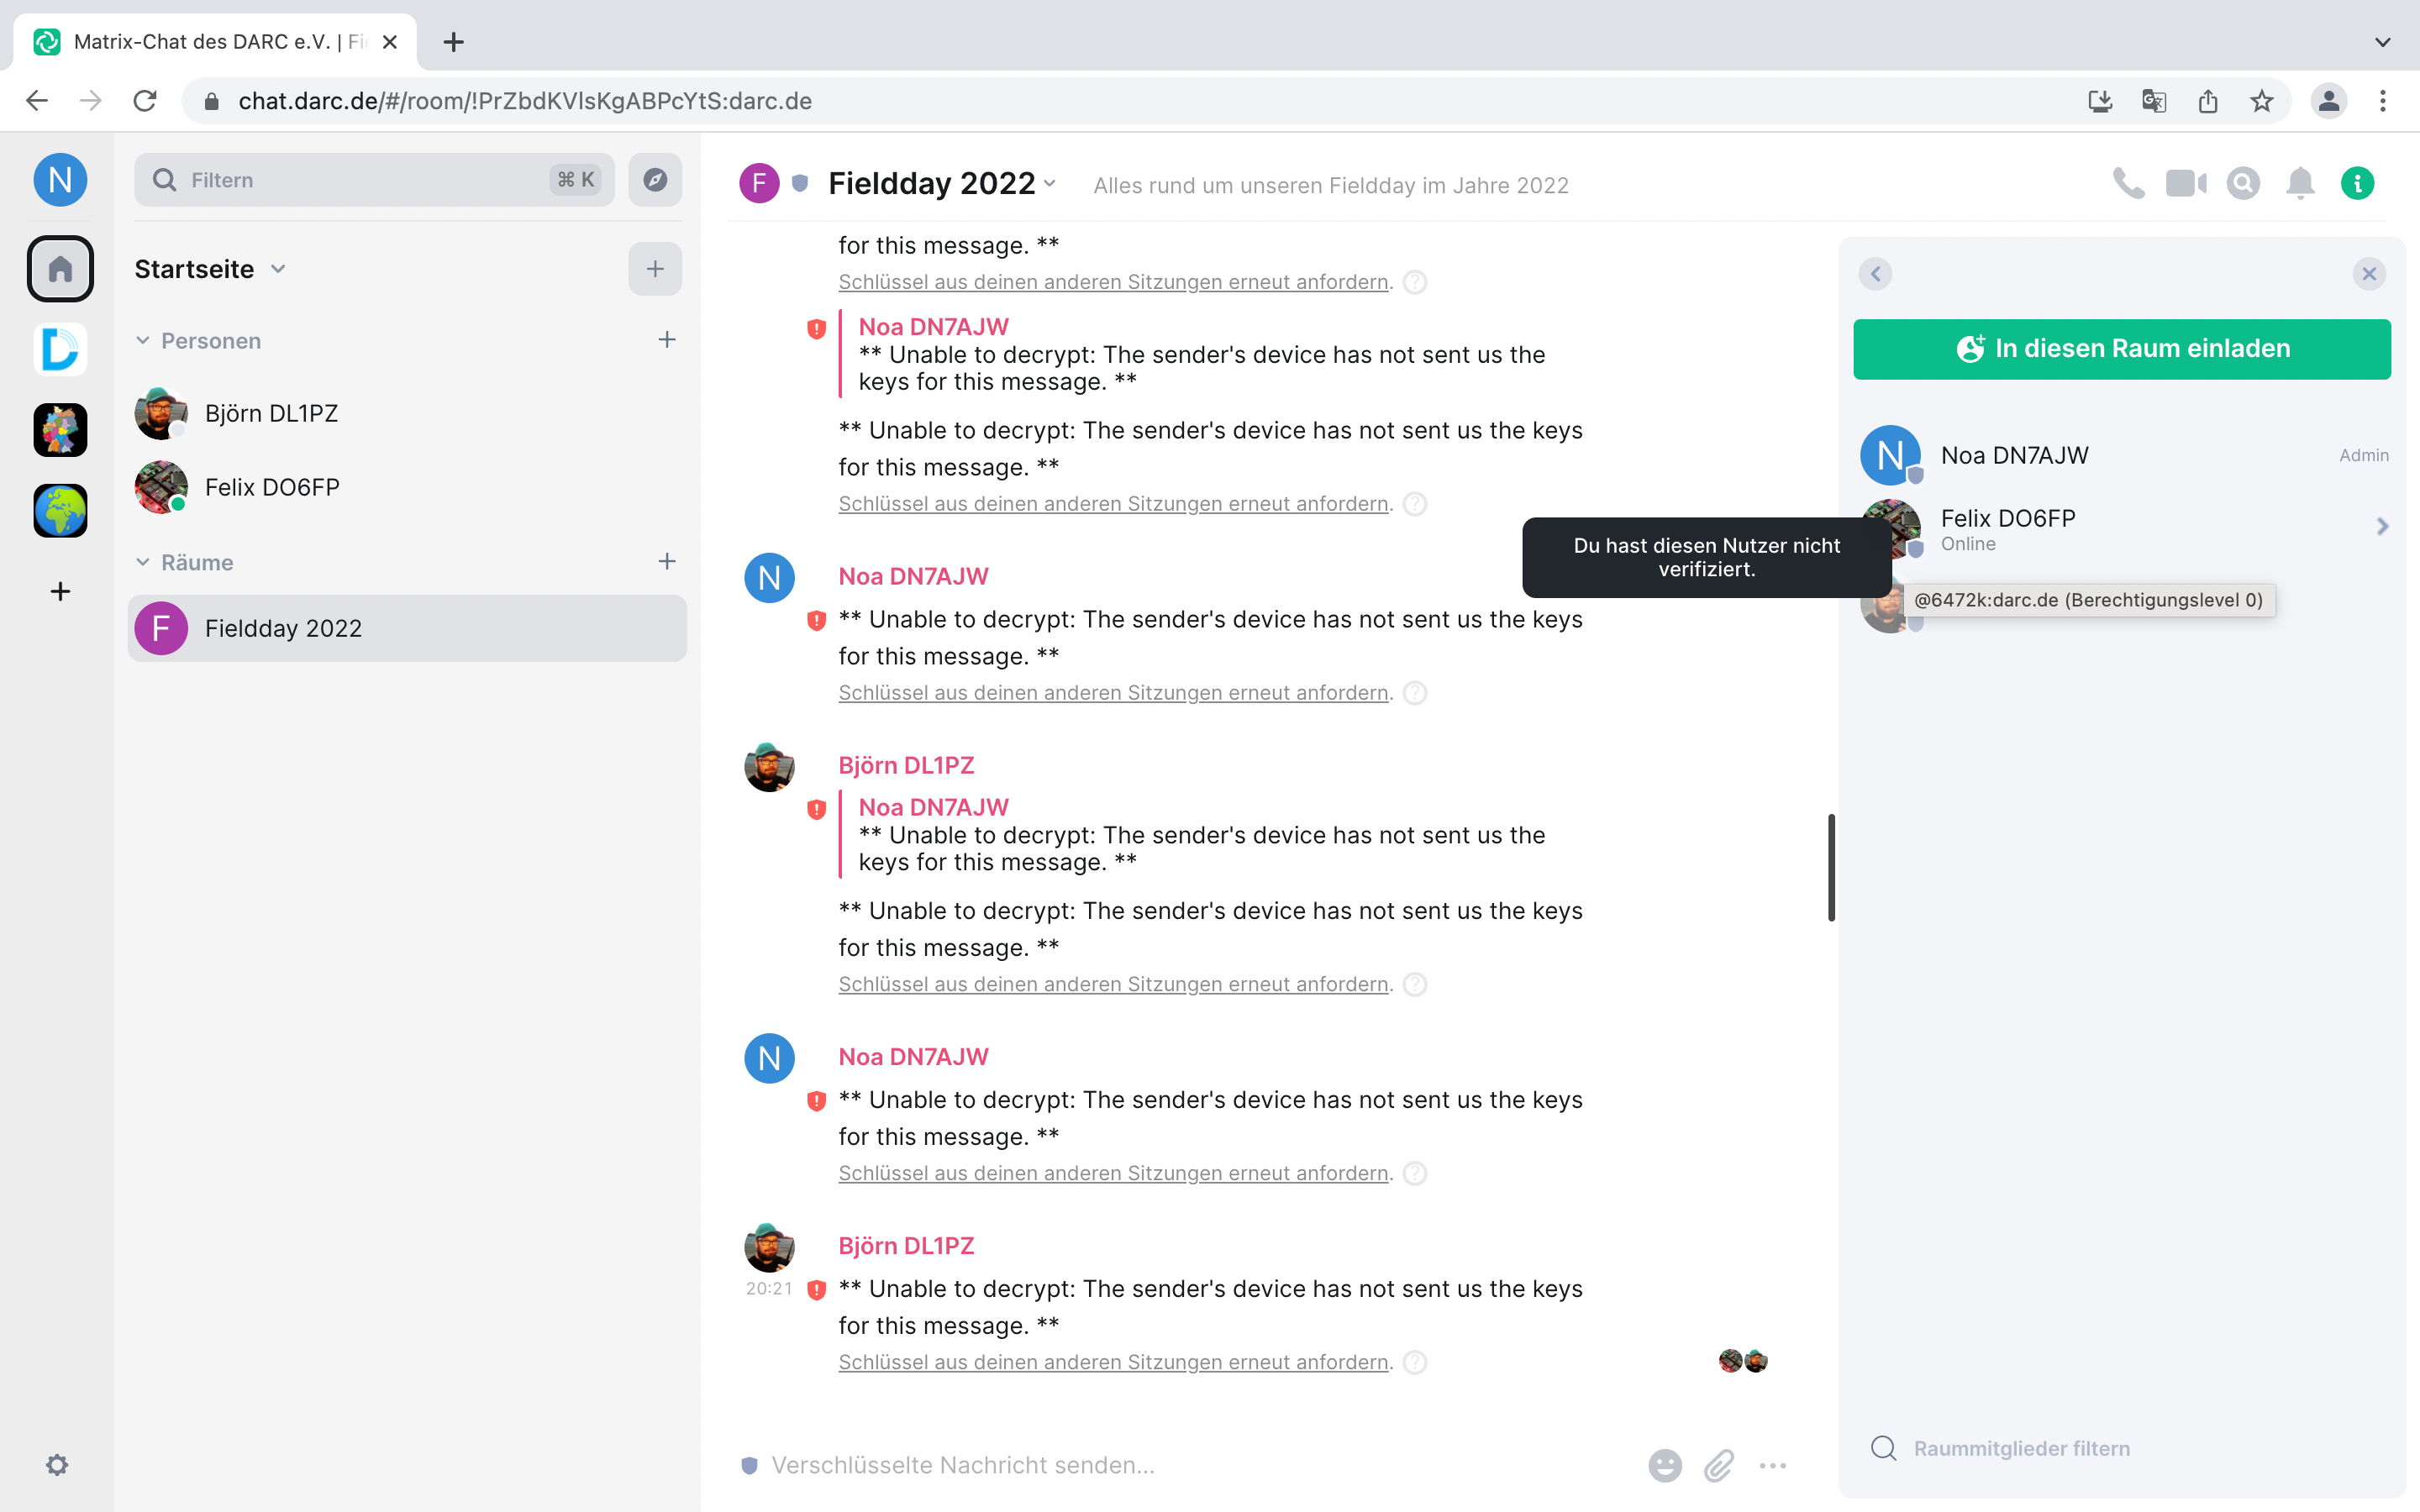 Matrix-Chat des DARC e.V. | Fi
chat.darc.de/#/room/!PrZbdKVlsKgABPcYtS:darc.de
N
Filtern
⌘ K
F
Fieldday 2022
Alles rund um unseren Fieldday im Jahre 2022
Startseite
Personen
Björn DL1PZ
Felix DO6FP
Räume
F
Fieldday 2022
for this message. **
Schlüssel aus deinen anderen Sitzungen erneut anfordern.
Noa DN7AJW
** Unable to decrypt: The sender's device has not sent us the
keys for this message. **
** Unable to decrypt: The sender's device has not sent us the keys
for this message. **
Schlüssel aus deinen anderen Sitzungen erneut anfordern.
N
Noa DN7AJW
** Unable to decrypt: The sender's device has not sent us the keys
for this message. **
Schlüssel aus deinen anderen Sitzungen erneut anfordern.
Björn DL1PZ
Noa DN7AJW
** Unable to decrypt: The sender's device has not sent us the
keys for this message. **
** Unable to decrypt: The sender's device has not sent us the keys
for this message. **
Schlüssel aus deinen anderen Sitzungen erneut anfordern.
N
Noa DN7AJW
** Unable to decrypt: The sender's device has not sent us the keys
for this message. **
Schlüssel aus deinen anderen Sitzungen erneut anfordern.
Björn DL1PZ
20:21
** Unable to decrypt: The sender's device has not sent us the keys
for this message. **
Schlüssel aus deinen anderen Sitzungen erneut anfordern.
Verschlüsselte Nachricht senden...
In diesen Raum einladen
N
Noa DN7AJW
Admin
Felix DO6FP
Online
Du hast diesen Nutzer nicht
verifiziert.
@6472k:darc.de (Berechtigungslevel 0)
Raummitglieder filtern